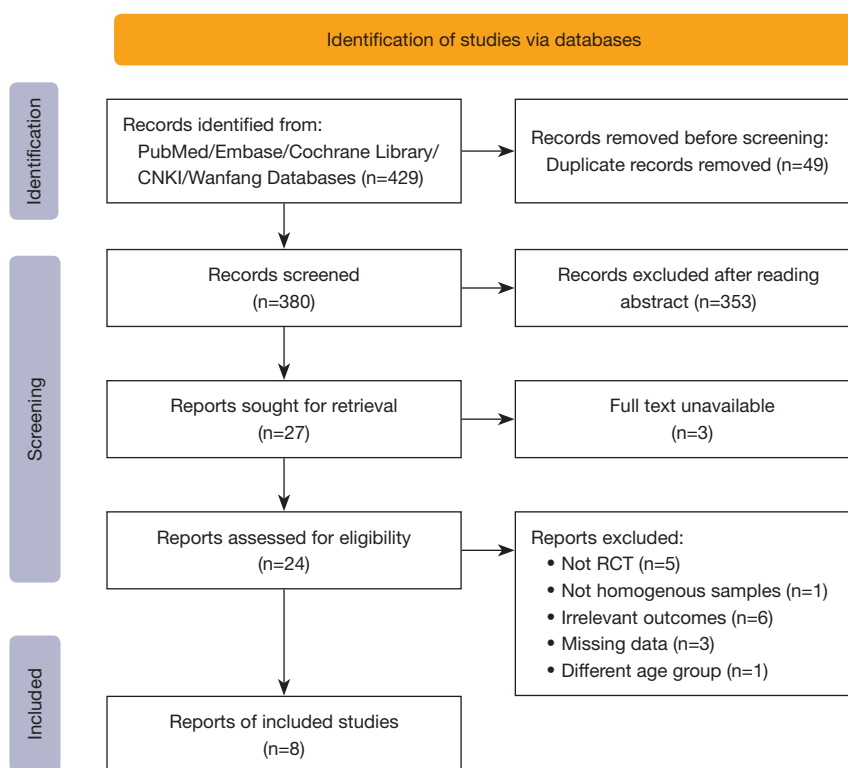 Identification of studies via databases
Identification
Records identified from:
PubMed/Embase/Cochrane Library/
CNKI/Wanfang Databases (n=429)
Records removed before screening:
Duplicate records removed (n=49)
Screening
Records screened
(n=380)
Records excluded after reading
abstract (n=353)
Reports sought for retrieval
(n=27)
Full text unavailable
(n=3)
Reports assessed for eligibility
(n=24)
Reports excluded:
• Not RCT (n=5)
• Not homogenous samples (n=1)
• Irrelevant outcomes (n=6)
• Missing data (n=3)
• Different age group (n=1)
Included
Reports of included studies
(n=8)